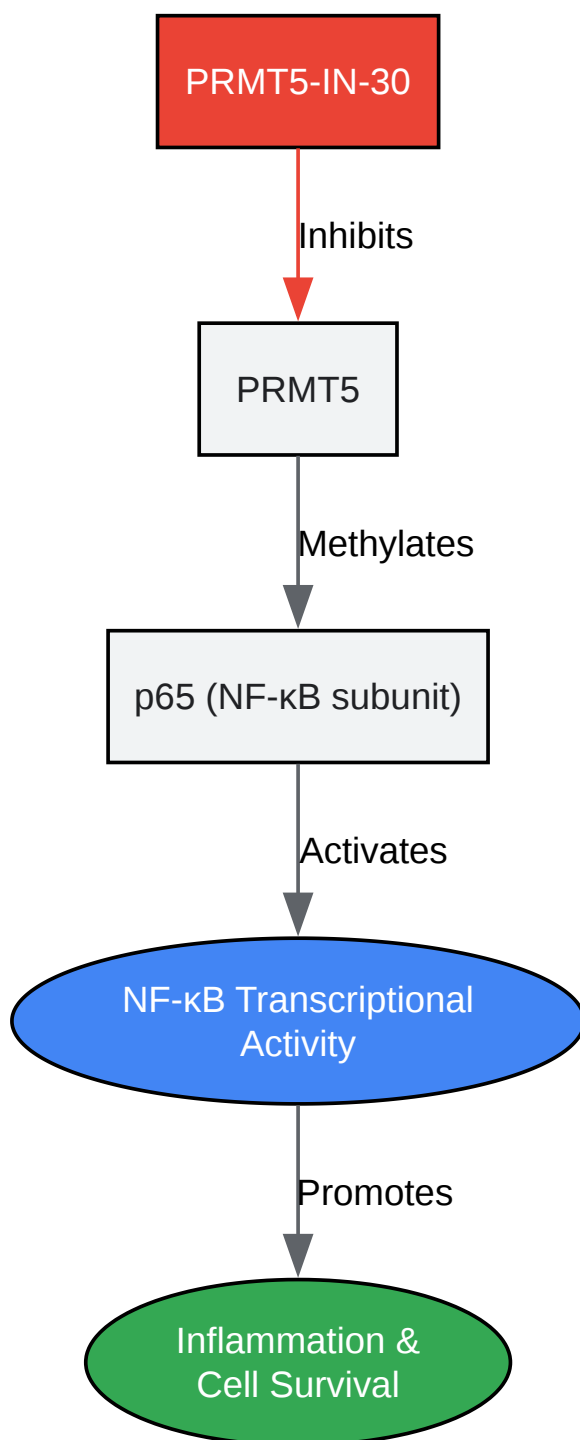 PRMT5-IN-30
Inhibits
PRMT5
Methylates
p65 (NF-κB subunit)
Activates
NF-κB Transcriptional
Activity
Promotes
Inflammation &
Cell Survival